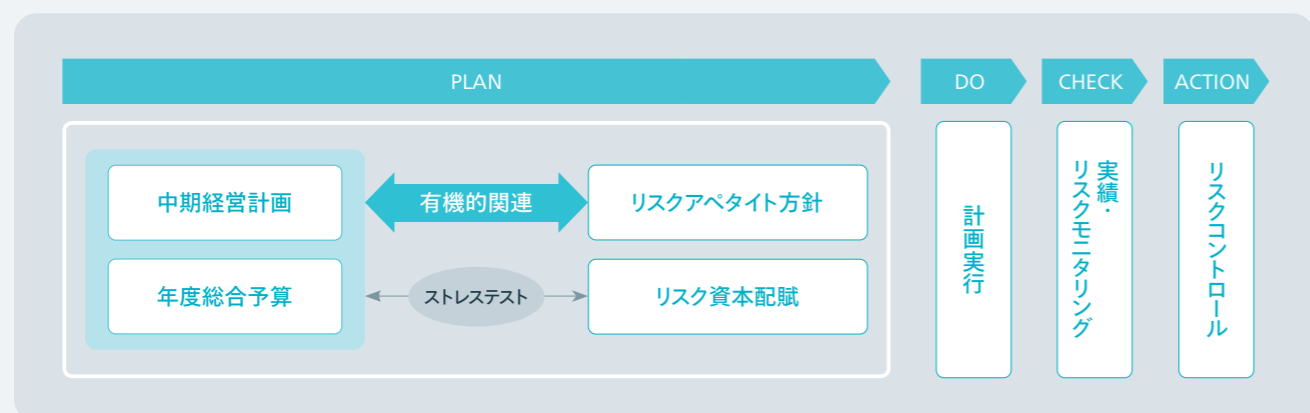 PLAN
DO
CHECK
ACTION
中期経営計画
有機的関連
リスクアペタイト方針
年度総合予算
ストレステスト
リスク資本配賦
計画実行
実績・
リスクモニタリング
リスクコントロール